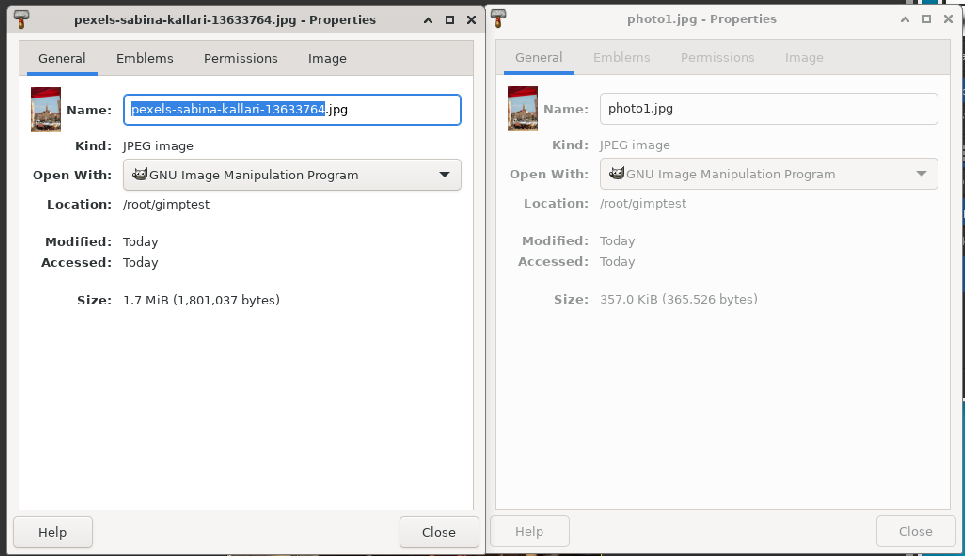 pexels-sabina-kallari-13633764.jpg - Properties
General Emblems Permissions Image
Name: pexels-sabina-kallari-13633764.jpg
Kind: JPEG image
Open With: GNU Image Manipulation Program
Location: /root/gimptest
Modified: Today
Accessed: Today
Size: 1.7 MiB (1,801,037 bytes)
Help Close
photo1.jpg - Properties
General Emblems Permissions Image
Name: photo1.jpg
Kind: JPEG image
Open With: GNU Image Manipulation Program
Location: /root/gimptest
Modified: Today
Accessed: Today
Size: 357.0 KiB (365,526 bytes)
Help Close